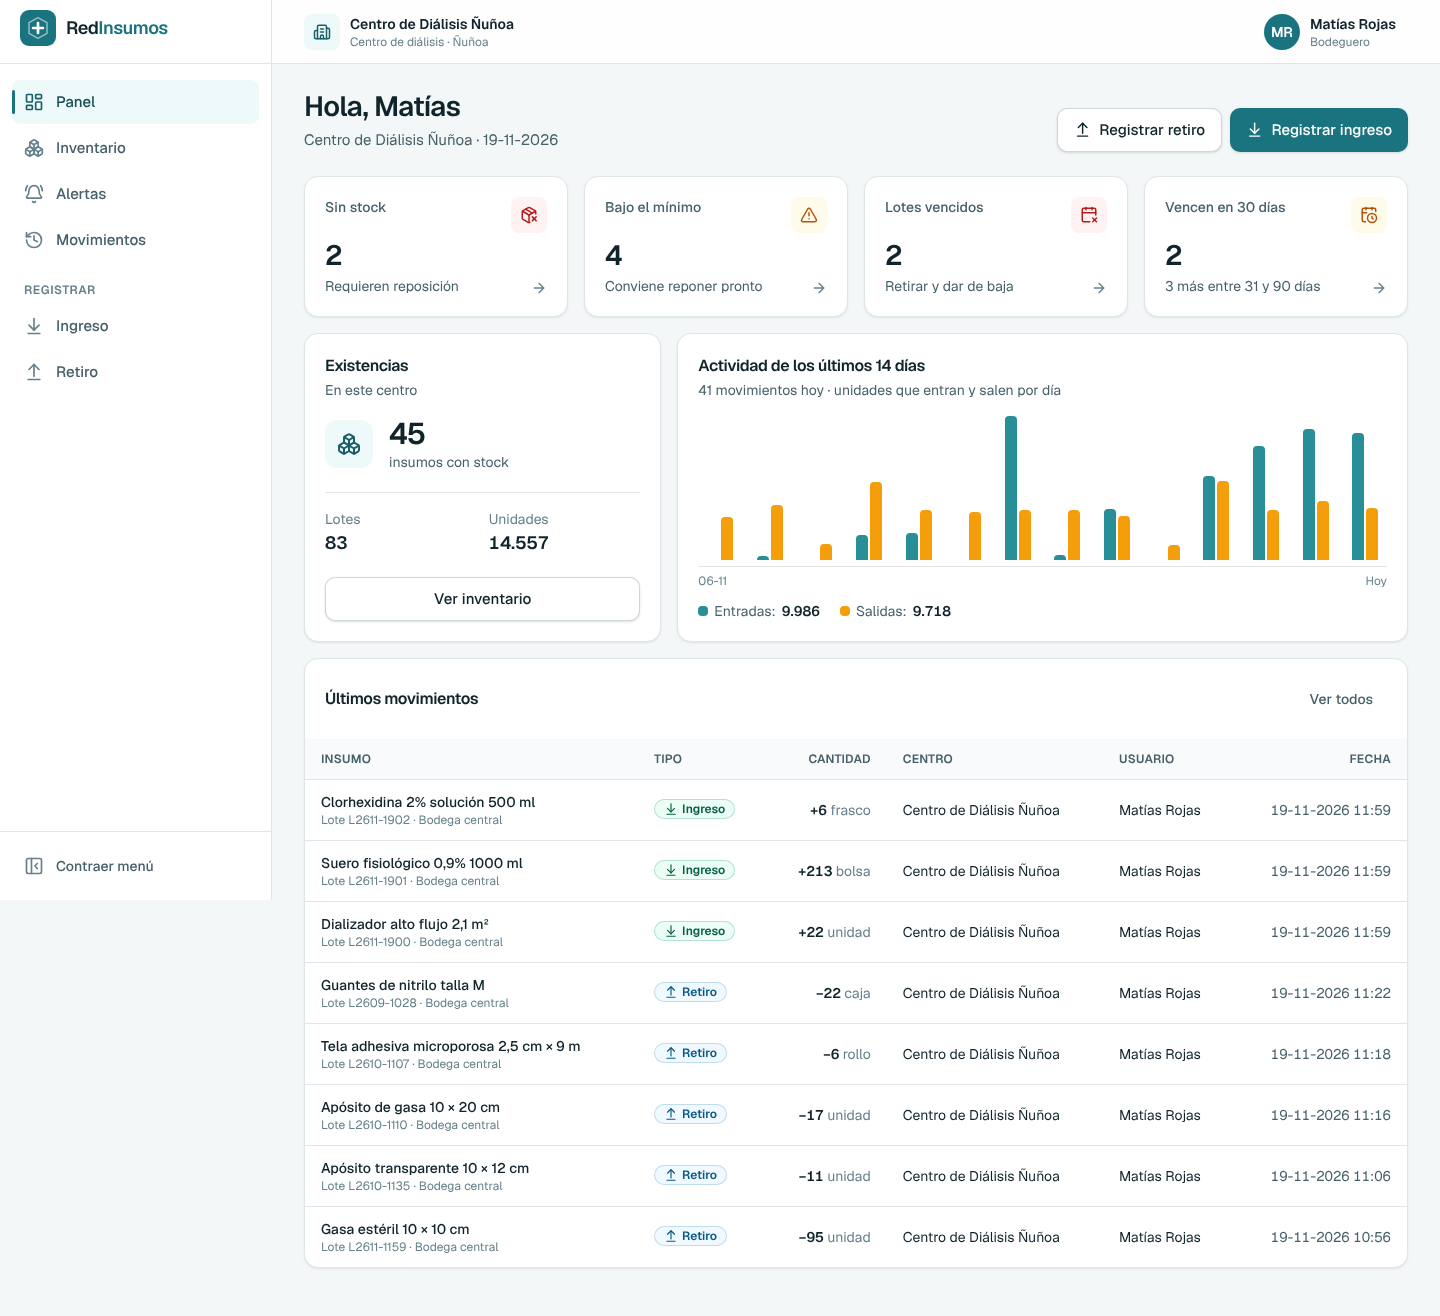 RedInsumos
Centro de Diálisis Ñuñoa
Centro de diálisis · Ñuñoa
MR
Matías Rojas
Bodeguero
Panel
Inventario
Alertas
Movimientos
REGISTRAR
Ingreso
Retiro
Contraer menú
Hola, Matías
Centro de Diálisis Ñuñoa · 19-11-2026
Registrar retiro
Registrar ingreso
Sin stock
2
Requieren reposición
Bajo el mínimo
4
Conviene reponer pronto
Lotes vencidos
2
Retirar y dar de baja
Vencen en 30 días
2
3 más entre 31 y 90 días
Existencias
En este centro
45
insumos con stock
Lotes
83
Unidades
14.557
Ver inventario
Actividad de los últimos 14 días
41 movimientos hoy · unidades que entran y salen por día
06-11
Hoy
Entradas: 9.986
Salidas: 9.718
Últimos movimientos
Ver todos
INSUMO TIPO CANTIDAD CENTRO USUARIO FECHA
Clorhexidina 2% solución 500 ml
Lote L2611-1902 · Bodega central
Ingreso +6 frasco Centro de Diálisis Ñuñoa Matías Rojas 19-11-2026 11:59
Suero fisiológico 0,9% 1000 ml
Lote L2611-1901 · Bodega central
Ingreso +213 bolsa Centro de Diálisis Ñuñoa Matías Rojas 19-11-2026 11:59
Dializador alto flujo 2,1 m²
Lote L2611-1900 · Bodega central
Ingreso +22 unidad Centro de Diálisis Ñuñoa Matías Rojas 19-11-2026 11:59
Guantes de nitrilo talla M
Lote L2609-1028 · Bodega central
Retiro −22 caja Centro de Diálisis Ñuñoa Matías Rojas 19-11-2026 11:22
Tela adhesiva microporosa 2,5 cm × 9 m
Lote L2610-1107 · Bodega central
Retiro −6 rollo Centro de Diálisis Ñuñoa Matías Rojas 19-11-2026 11:18
Apósito de gasa 10 × 20 cm
Lote L2610-1110 · Bodega central
Retiro −17 unidad Centro de Diálisis Ñuñoa Matías Rojas 19-11-2026 11:16
Apósito transparente 10 × 12 cm
Lote L2610-1135 · Bodega central
Retiro −11 unidad Centro de Diálisis Ñuñoa Matías Rojas 19-11-2026 11:06
Gasa estéril 10 × 10 cm
Lote L2611-1159 · Bodega central
Retiro −95 unidad Centro de Diálisis Ñuñoa Matías Rojas 19-11-2026 10:56